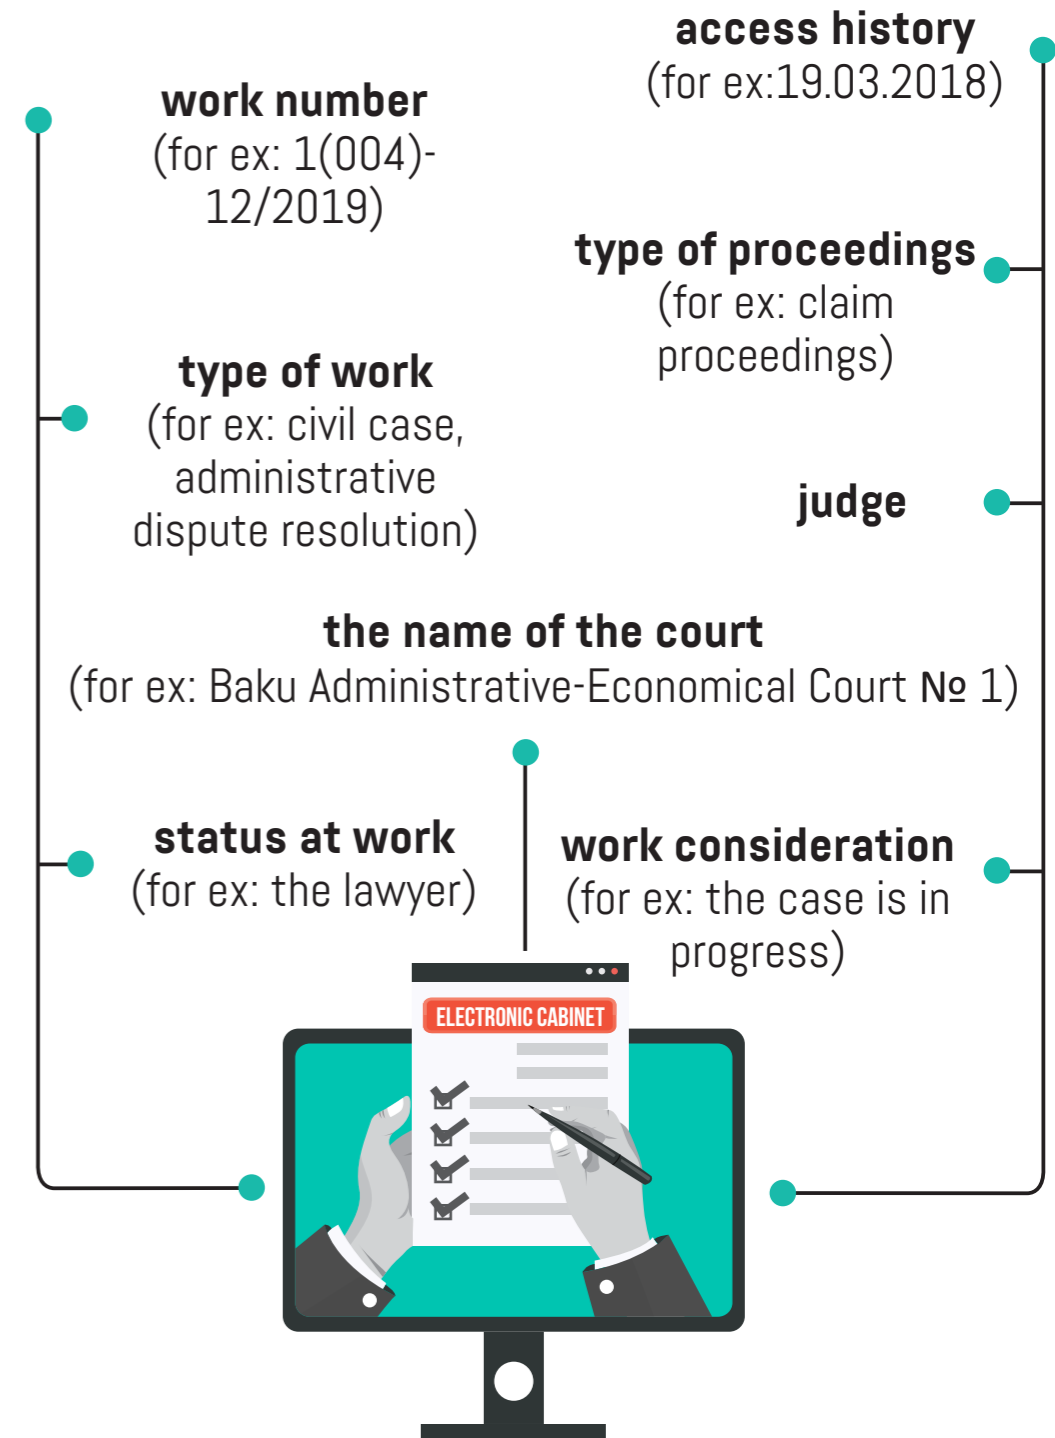 access history
(for ex:19.03.2018)
work number
(for ex: 1(004)-
12/2019)
type of proceedings
(for ex: claim
proceedings)
type of work
(for ex: civil case,
administrative
dispute resolution)
judge
the name of the court
(for ex: Baku Administrative-Economical Court № 1)
status at work
(for ex: the lawyer)
work consideration
(for ex: the case is in
progress)
ELECTRONIC CABINET